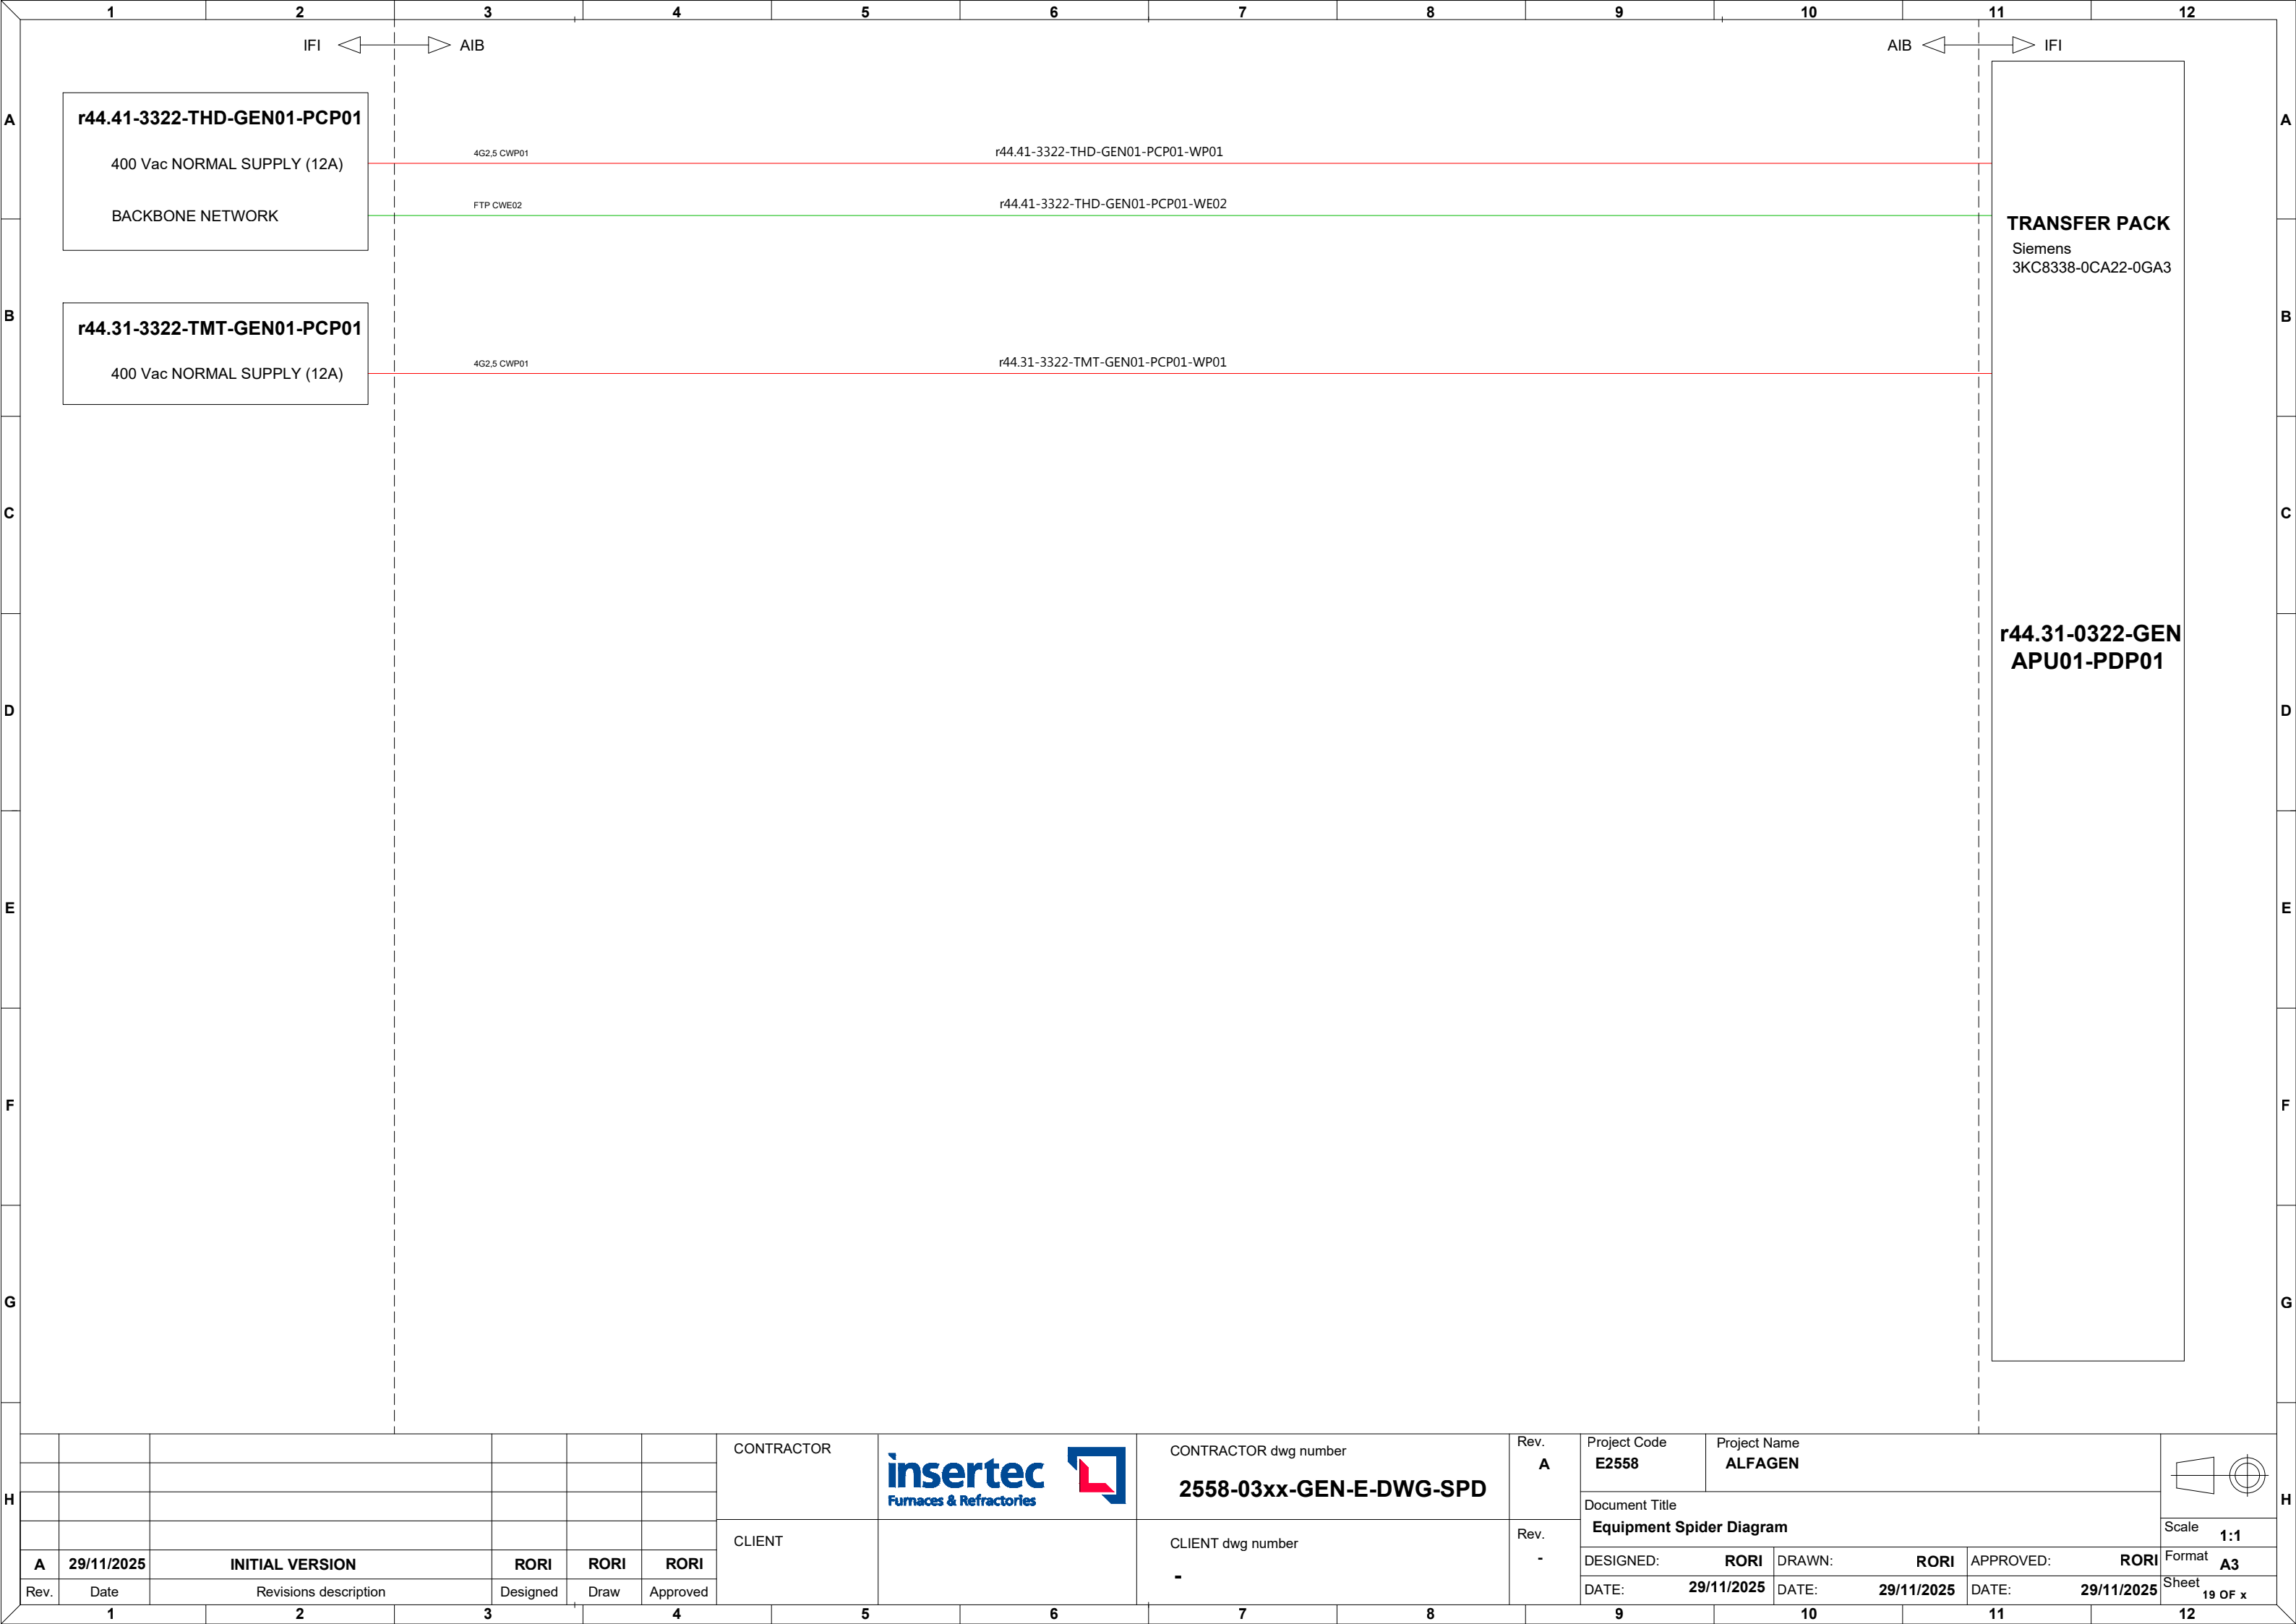 1 2 3 4 5 6 7 8 9 10 11 12
IFI AIB
AIB IFI
A A
r44.41-3322-THD-GEN01-PCP01
400 Vac NORMAL SUPPLY (12A)
4G2,5 CWP01
r44.41-3322-THD-GEN01-PCP01-WP01
BACKBONE NETWORK
FTP CWE02
r44.41-3322-THD-GEN01-PCP01-WE02
TRANSFER PACK
Siemens
3KC8338-0CA22-0GA3
B B
r44.31-3322-TMT-GEN01-PCP01
400 Vac NORMAL SUPPLY (12A)
4G2,5 CWP01
r44.31-3322-TMT-GEN01-PCP01-WP01
C C
r44.31-0322-GEN
APU01-PDP01
D D
E E
F F
G G
H H
A 29/11/2025 INITIAL VERSION RORI RORI RORI
Rev. Date Revisions description Designed Draw Approved
CONTRACTOR
insertec
Furnaces & Refractories
CONTRACTOR dwg number
2558-03xx-GEN-E-DWG-SPD
Rev.
A
CLIENT
CLIENT dwg number
-
Rev.
-
Project Code
E2558
Project Name
ALFAGEN
Document Title
Equipment Spider Diagram
DESIGNED: RORI DRAWN: RORI APPROVED: RORI
DATE: 29/11/2025 DATE: 29/11/2025 DATE: 29/11/2025
Scale
1:1
Format
A3
Sheet
19 OF x
1 2 3 4 5 6 7 8 9 10 11 12